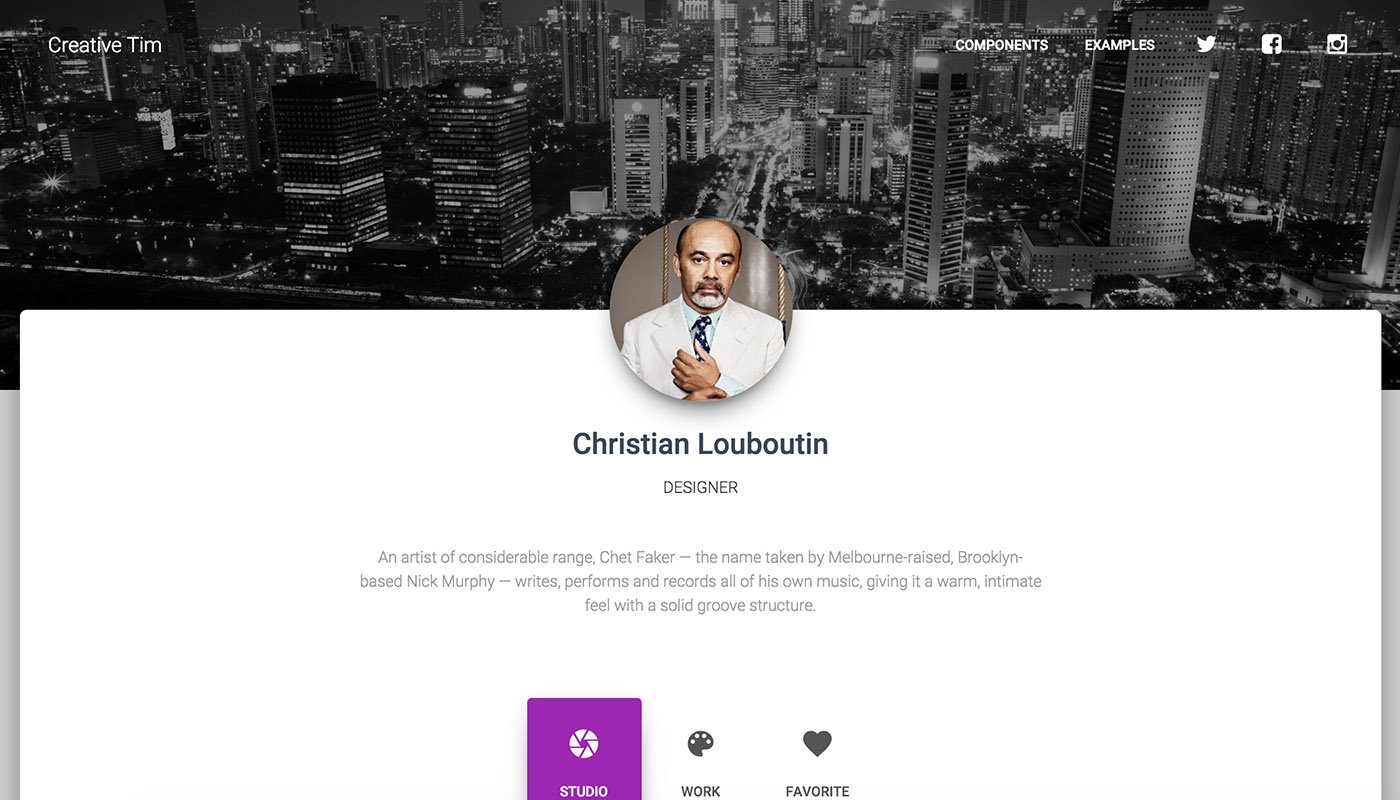 Creative Tim
COMPONENTS EXAMPLES
Christian Louboutin
DESIGNER
An artist of considerable range, Chet Faker — the name taken by Melbourne-raised, Brooklyn-
based Nick Murphy — writes, performs and records all of his own music, giving it a warm, intimate
feel with a solid groove structure.
STUDIO WORK FAVORITE